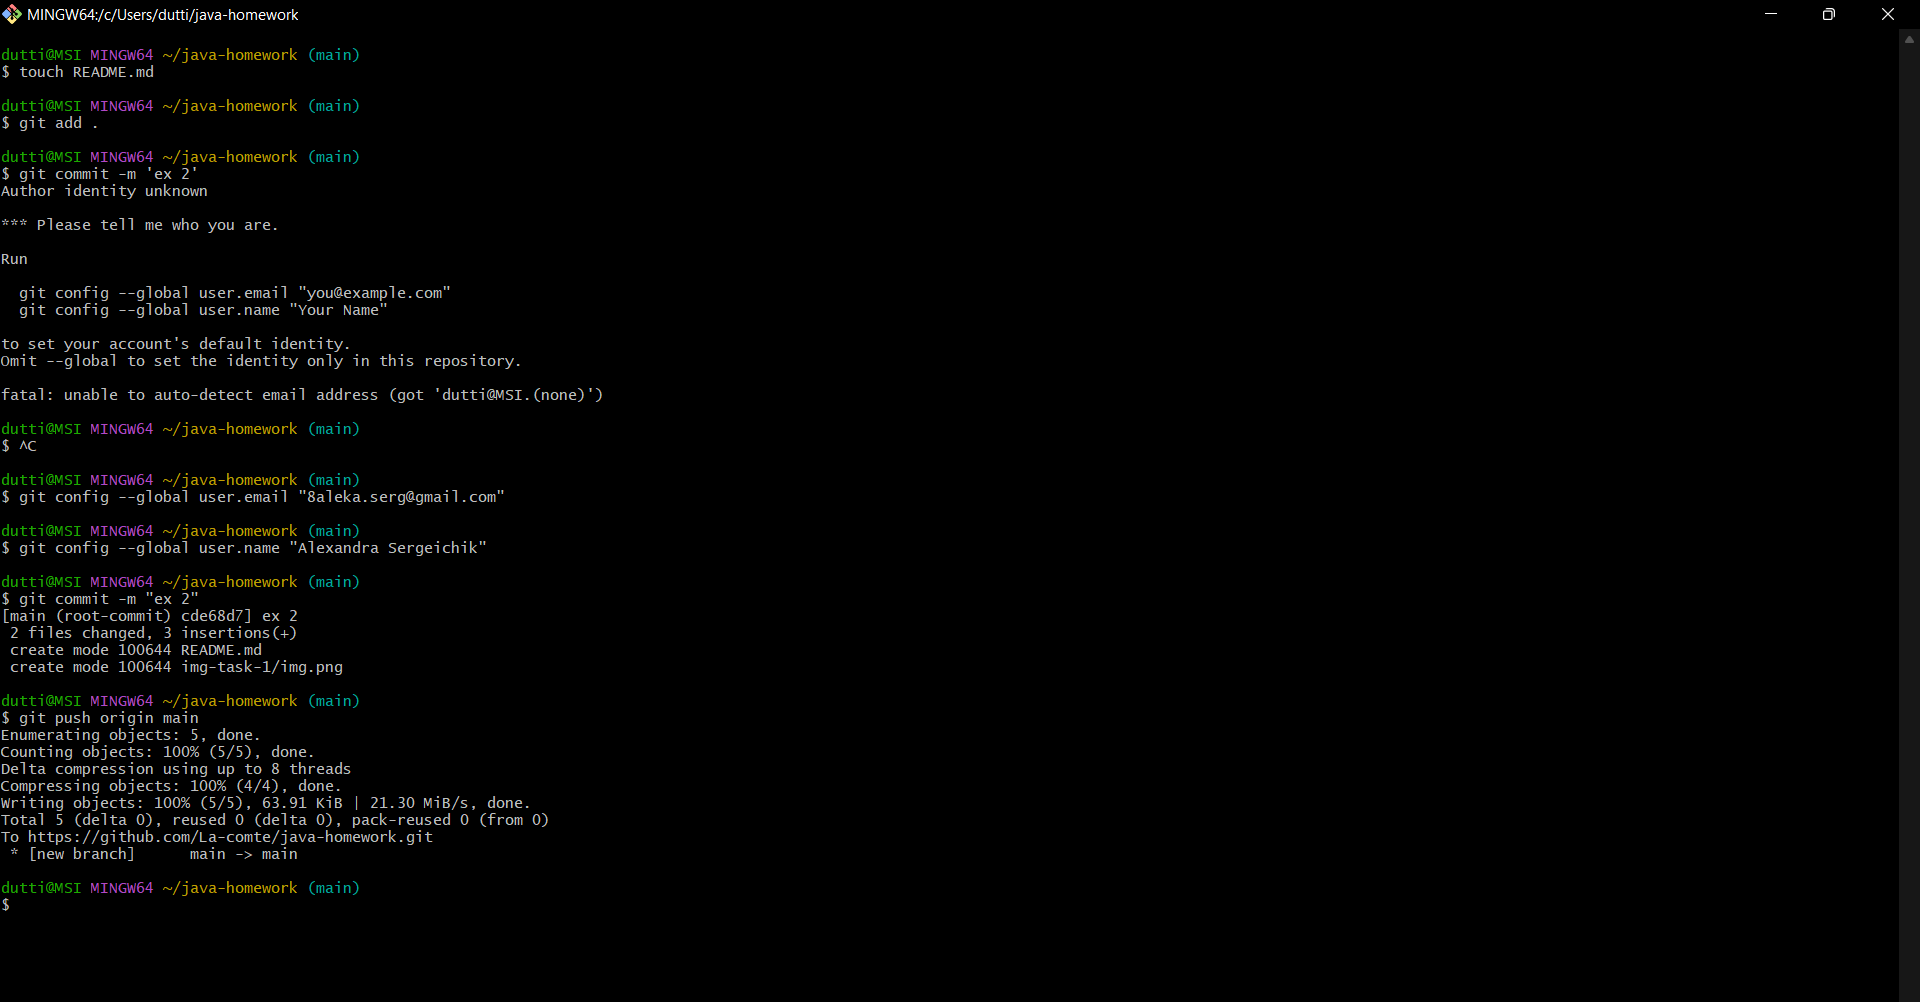 MINGW64:/c/Users/dutti/java-homework
dutti@MSI MINGW64 ~/java-homework (main)
$ touch README.md
dutti@MSI MINGW64 ~/java-homework (main)
$ git add .
dutti@MSI MINGW64 ~/java-homework (main)
$ git commit -m 'ex 2'
Author identity unknown
*** Please tell me who you are.
Run
  git config --global user.email "you@example.com"
  git config --global user.name "Your Name"
to set your account's default identity.
Omit --global to set the identity only in this repository.
fatal: unable to auto-detect email address (got 'dutti@MSI.(none)')
dutti@MSI MINGW64 ~/java-homework (main)
$ ^C
dutti@MSI MINGW64 ~/java-homework (main)
$ git config --global user.email "8aleka.serg@gmail.com"
dutti@MSI MINGW64 ~/java-homework (main)
$ git config --global user.name "Alexandra Sergeichik"
dutti@MSI MINGW64 ~/java-homework (main)
$ git commit -m "ex 2"
[main (root-commit) cde68d7] ex 2
 2 files changed, 3 insertions(+)
 create mode 100644 README.md
 create mode 100644 img-task-1/img.png
dutti@MSI MINGW64 ~/java-homework (main)
$ git push origin main
Enumerating objects: 5, done.
Counting objects: 100% (5/5), done.
Delta compression using up to 8 threads
Compressing objects: 100% (4/4), done.
Writing objects: 100% (5/5), 63.91 KiB | 21.30 MiB/s, done.
Total 5 (delta 0), reused 0 (delta 0), pack-reused 0 (from 0)
To https://github.com/La-comte/java-homework.git
 * [new branch]      main -> main
dutti@MSI MINGW64 ~/java-homework (main)
$